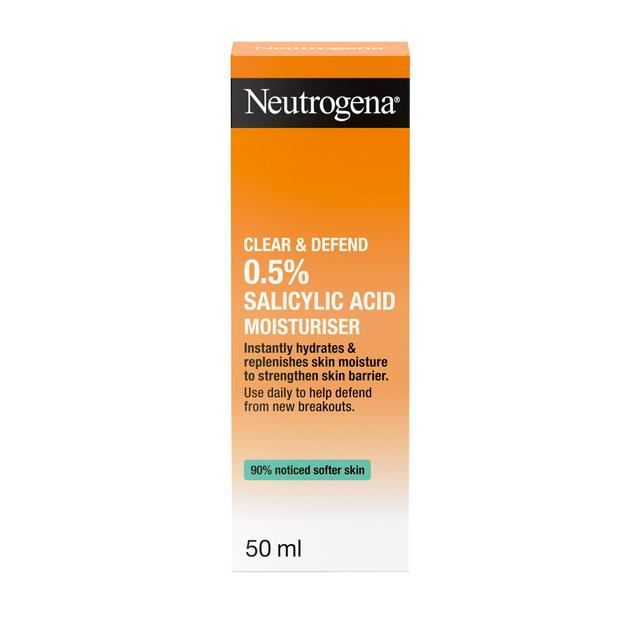 Neutrogena®
Neutrogena®
CLEAR & DEFEND
0.5%
SALICYLIC ACID
MOISTURISER
Instantly hydrates &
replenishes skin moisture
to strengthen skin barrier.
Use daily to help defend
from new breakouts.
90% noticed softer skin
50 ml